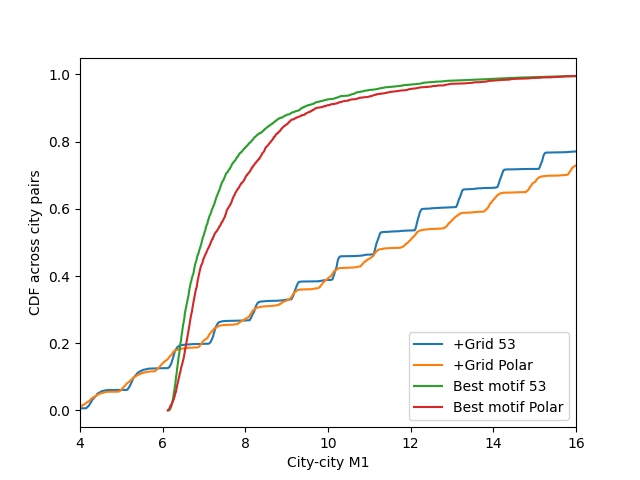 1.0
0.8
0.6
0.4
0.2
0.0
CDF across city pairs
4 6 8 10 12 14 16
City-city M1
+Grid 53
+Grid Polar
Best motif 53
Best motif Polar